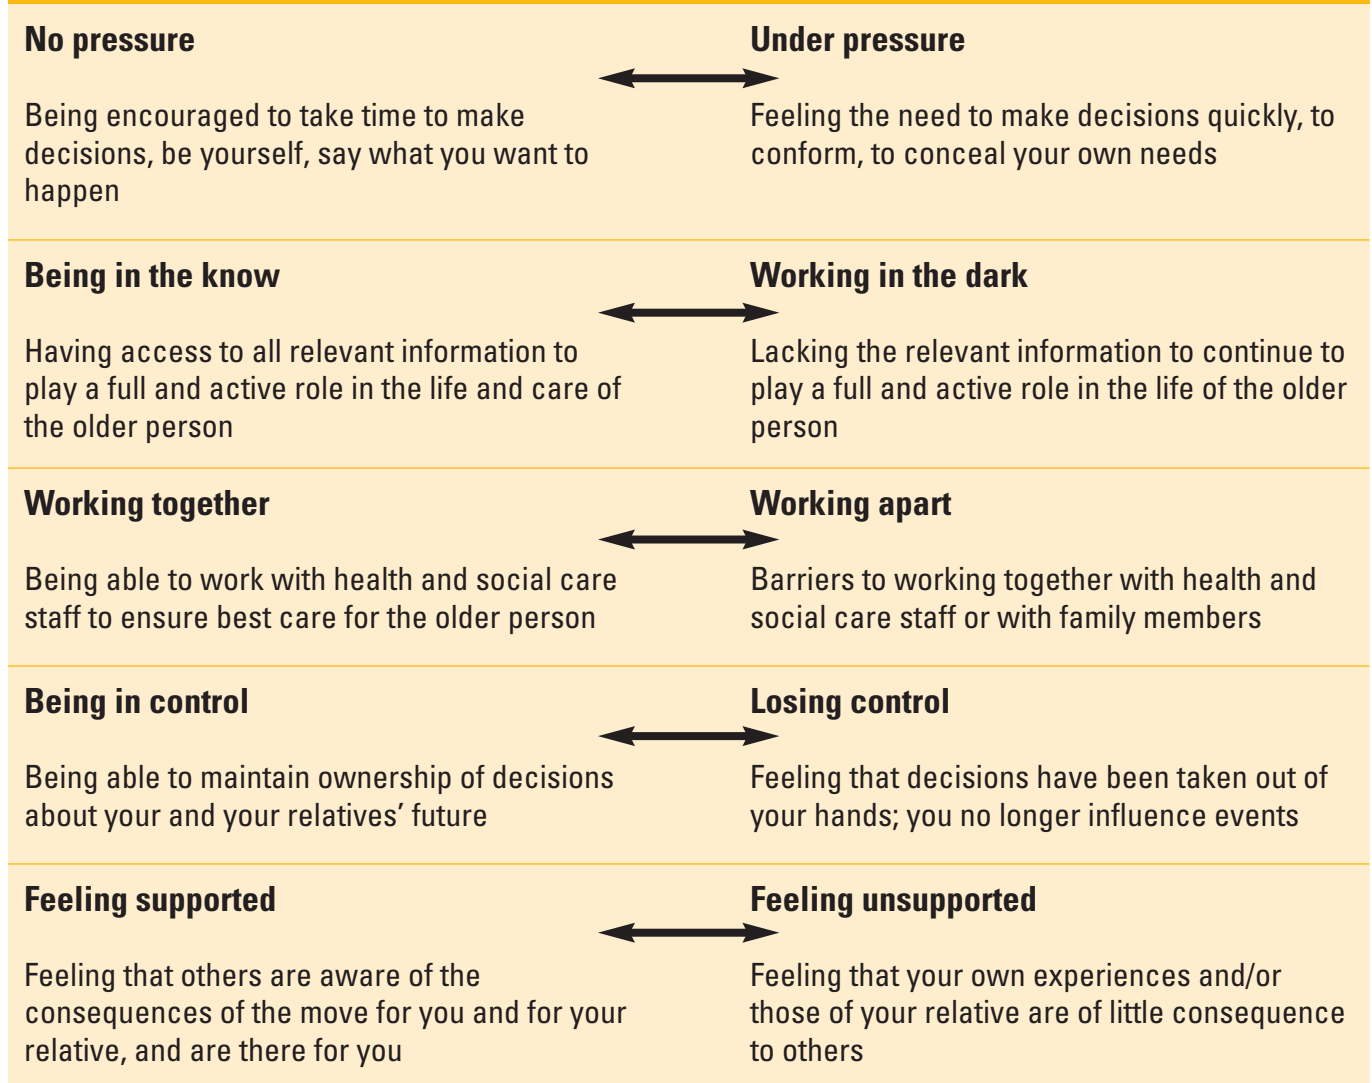 No pressure
Under pressure
Being encouraged to take time to make
decisions, be yourself, say what you want to
happen
Feeling the need to make decisions quickly, to
conform, to conceal your own needs
Being in the know
Working in the dark
Having access to all relevant information to
play a full and active role in the life and care of
the older person
Lacking the relevant information to continue to
play a full and active role in the life of the older
person
Working together
Working apart
Being able to work with health and social care
staff to ensure best care for the older person
Barriers to working together with health and
social care staff or with family members
Being in control
Losing control
Being able to maintain ownership of decisions
about your and your relatives’ future
Feeling that decisions have been taken out of
your hands; you no longer influence events
Feeling supported
Feeling unsupported
Feeling that others are aware of the
consequences of the move for you and for your
relative, and are there for you
Feeling that your own experiences and/or
those of your relative are of little consequence
to others